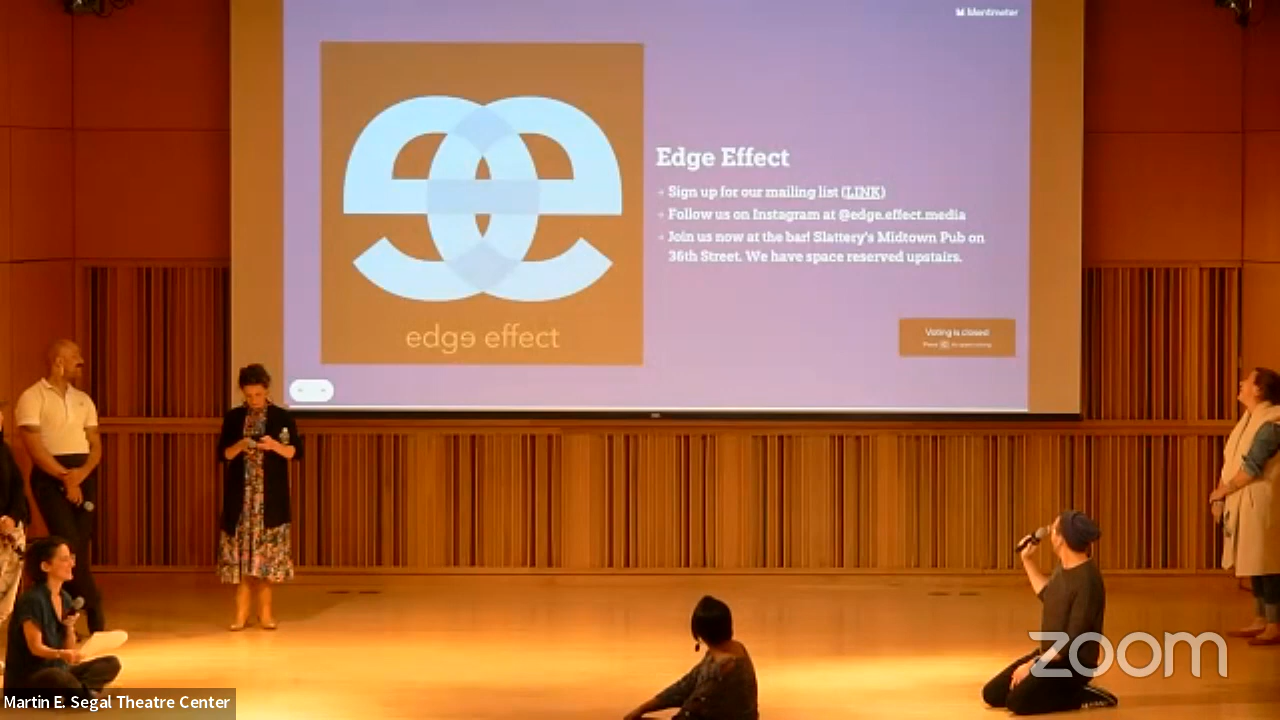 Mentimeter
Edge Effect
Sign up for our mailing list (LINK)
Follow us on Instagram at @edge.effect.media
Join us now at the bar! Slattery's Midtown Pub on
36th Street. We have space reserved upstairs.
edge effect
Voting is closed
Press
zoom
Martin E. Segal Theatre Center